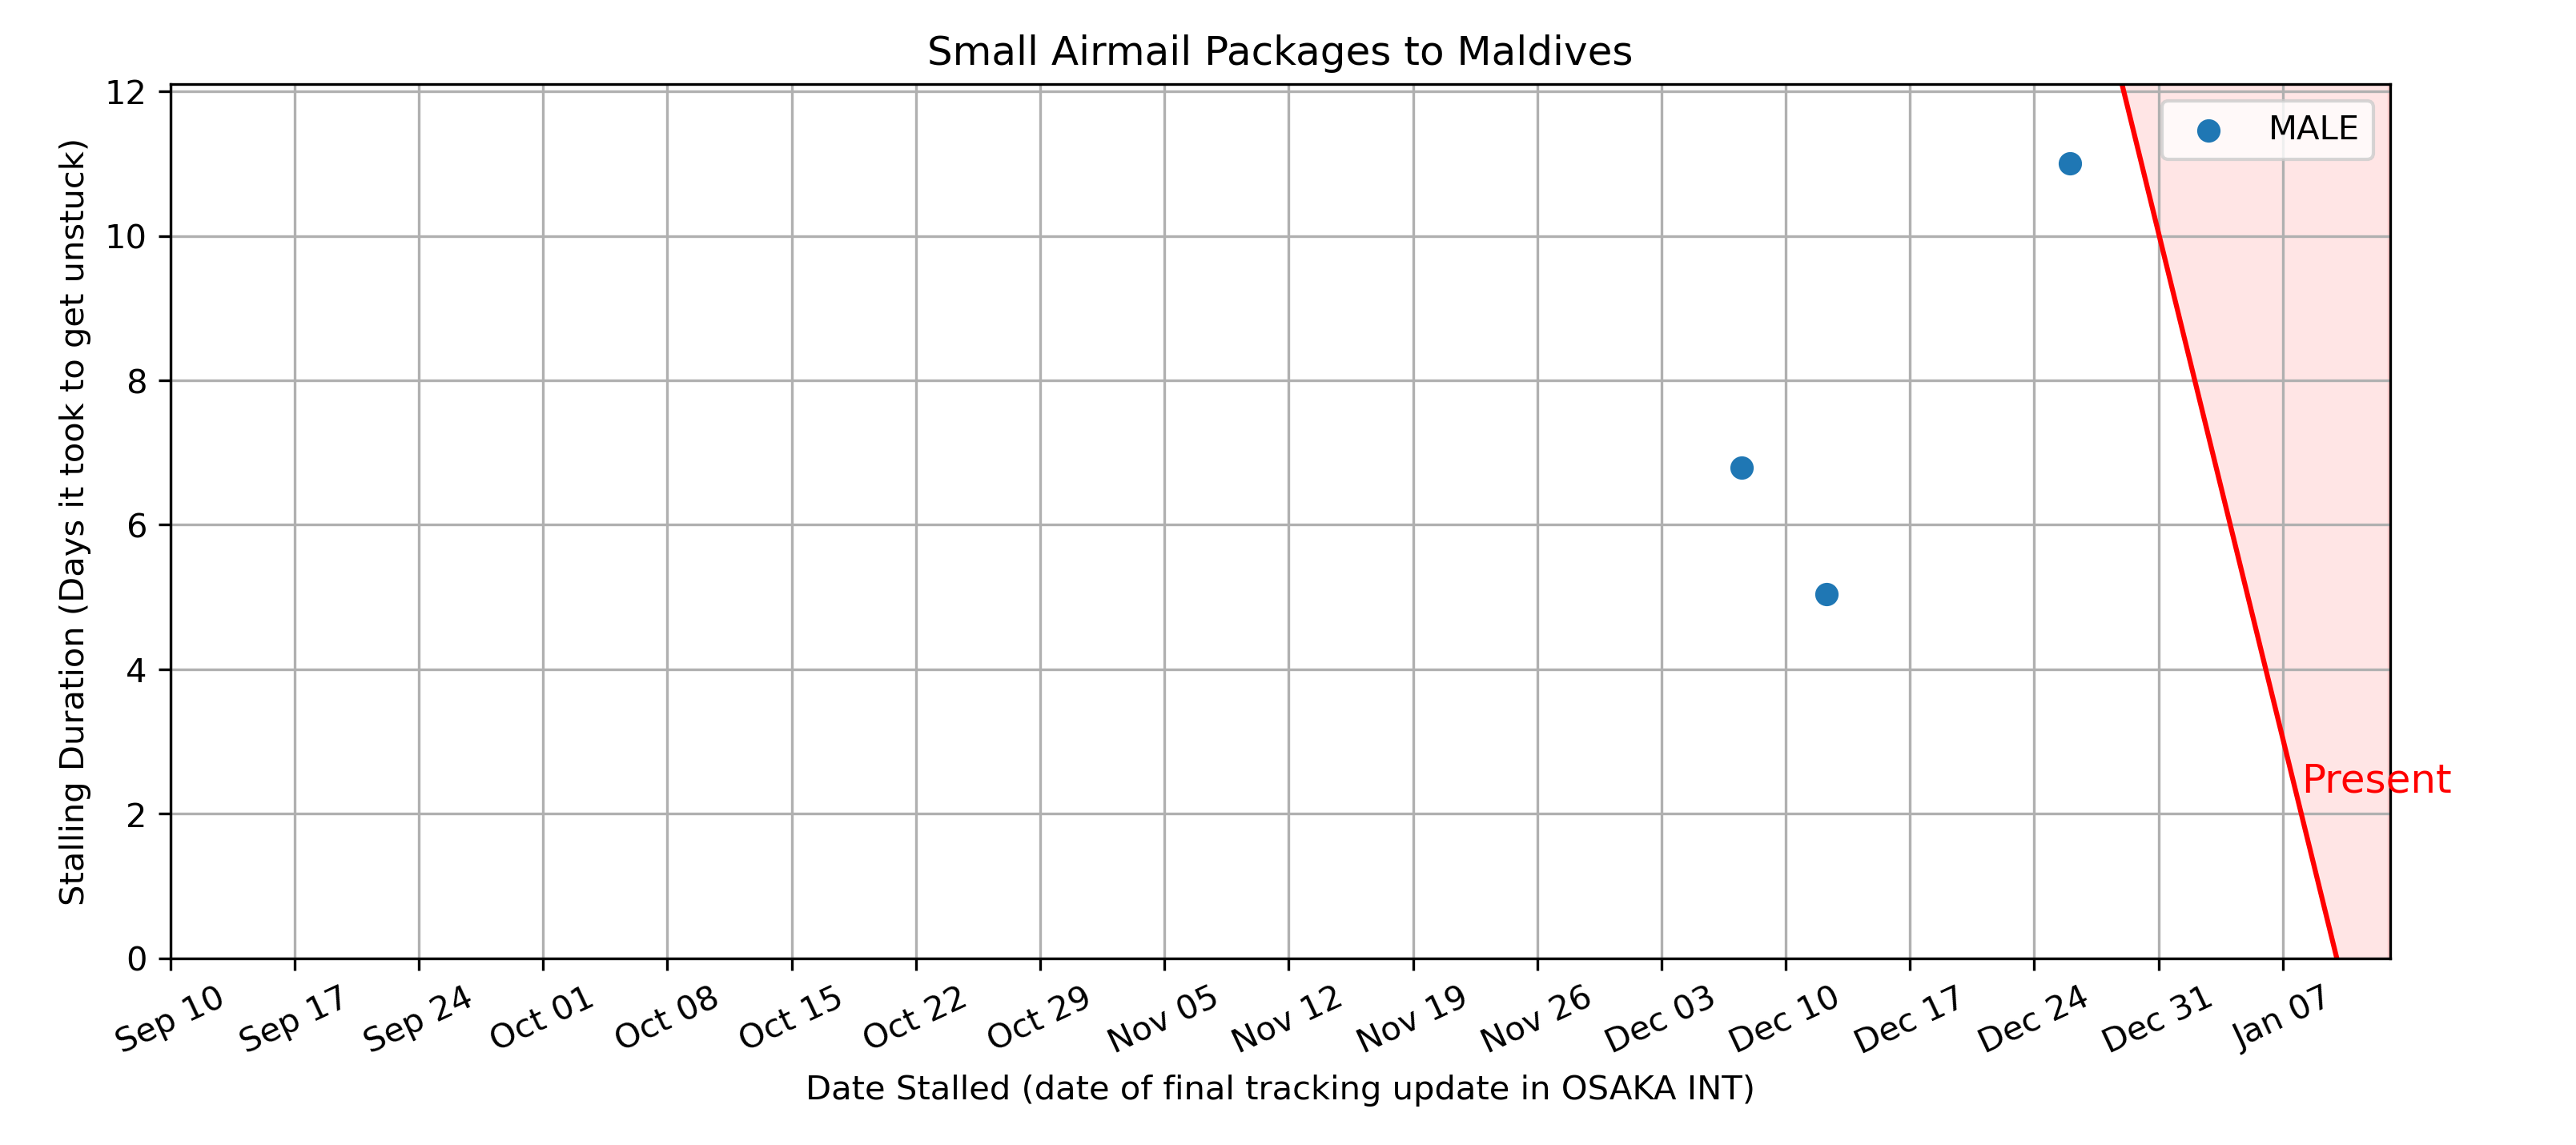 Small Airmail Packages to Maldives
MALE
Stalling Duration (Days it took to get unstuck)
12
10
8
6
4
2
0
Present
Sep 10
Sep 17
Sep 24
Oct 01
Oct 08
Oct 15
Oct 22
Oct 29
Nov 05
Nov 12
Nov 19
Nov 26
Dec 03
Dec 10
Dec 17
Dec 24
Dec 31
Jan 07
Date Stalled (date of final tracking update in OSAKA INT)